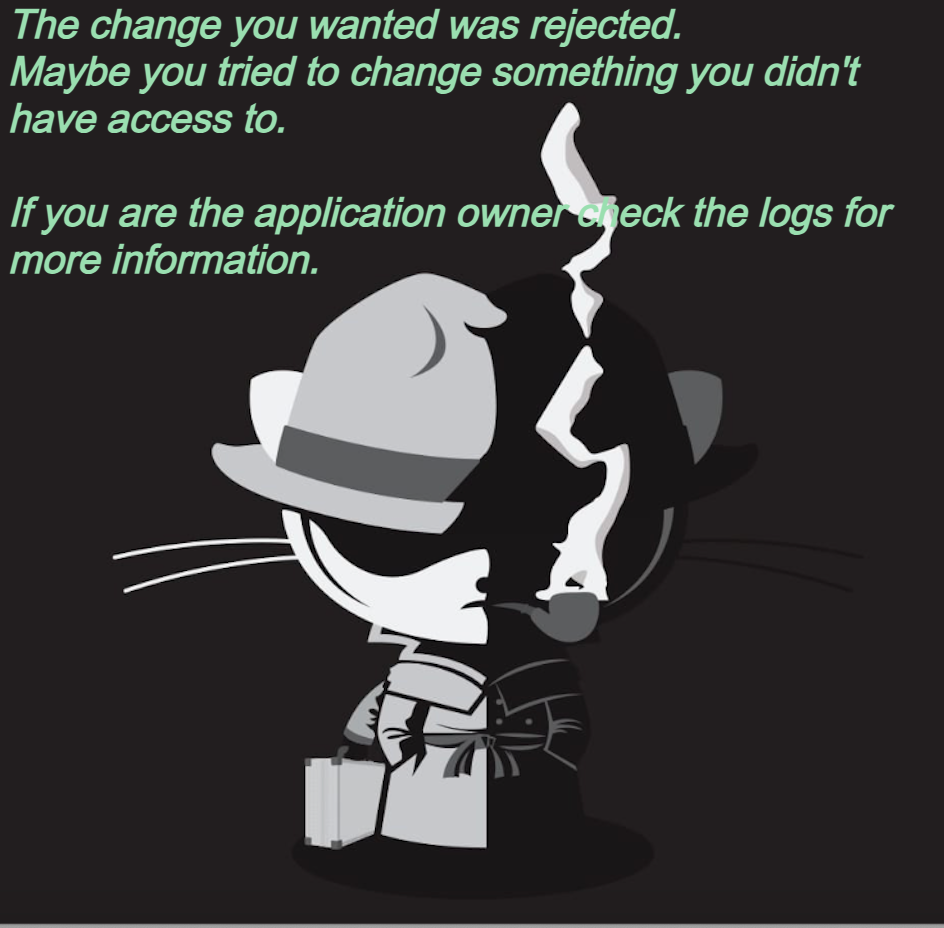 The change you wanted was rejected.
Maybe you tried to change something you didn't
have access to.
If you are the application owner check the logs for
more information.